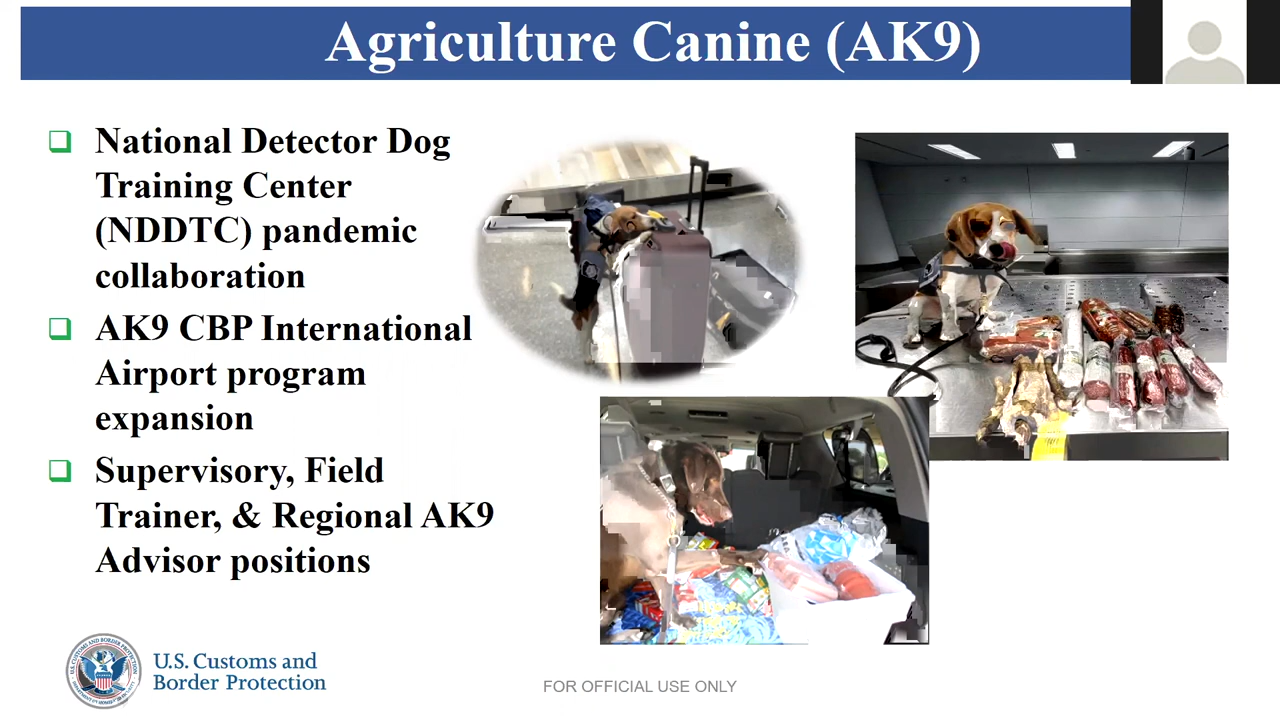 Agriculture Canine (AK9)
National Detector Dog
Training Center
(NDDTC) pandemic
collaboration
AK9 CBP International
Airport program
expansion
Supervisory, Field
Trainer, & Regional AK9
Advisor positions
U.S. Customs and
Border Protection
FOR OFFICIAL USE ONLY